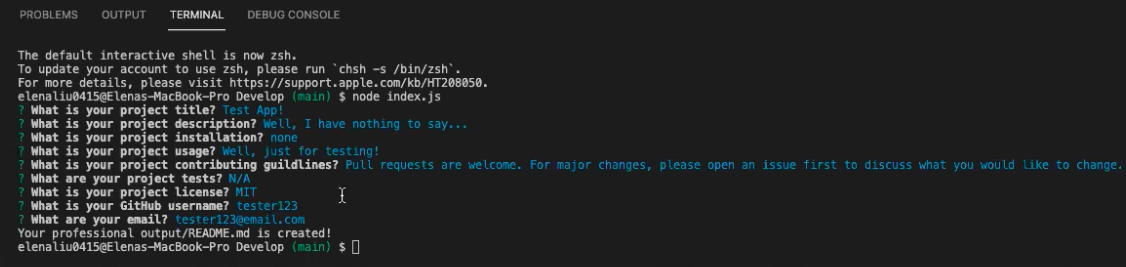 PROBLEMS OUTPUT TERMINAL DEBUG CONSOLE
The default interactive shell is now zsh.
To update your account to use zsh, please run `chsh -s /bin/zsh`.
For more details, please visit https://support.apple.com/kb/HT208050.
elenaliu0415@Elenas-MacBook-Pro Develop (main) $ node index.js
? What is your project title? Test App!
? What is your project description? Well, I have nothing to say...
? What is your project installation? none
? What is your project usage? Well, just for testing!
? What is your project contributing guildlines? Pull requests are welcome. For major changes, please open an issue first to discuss what you would like to change.
? What are your project tests? N/A
? What is your project license? MIT
? What is your GitHub username? tester123
? What are your email? tester123@email.com
Your professional output/README.md is created!
elenaliu0415@Elenas-MacBook-Pro Develop (main) $